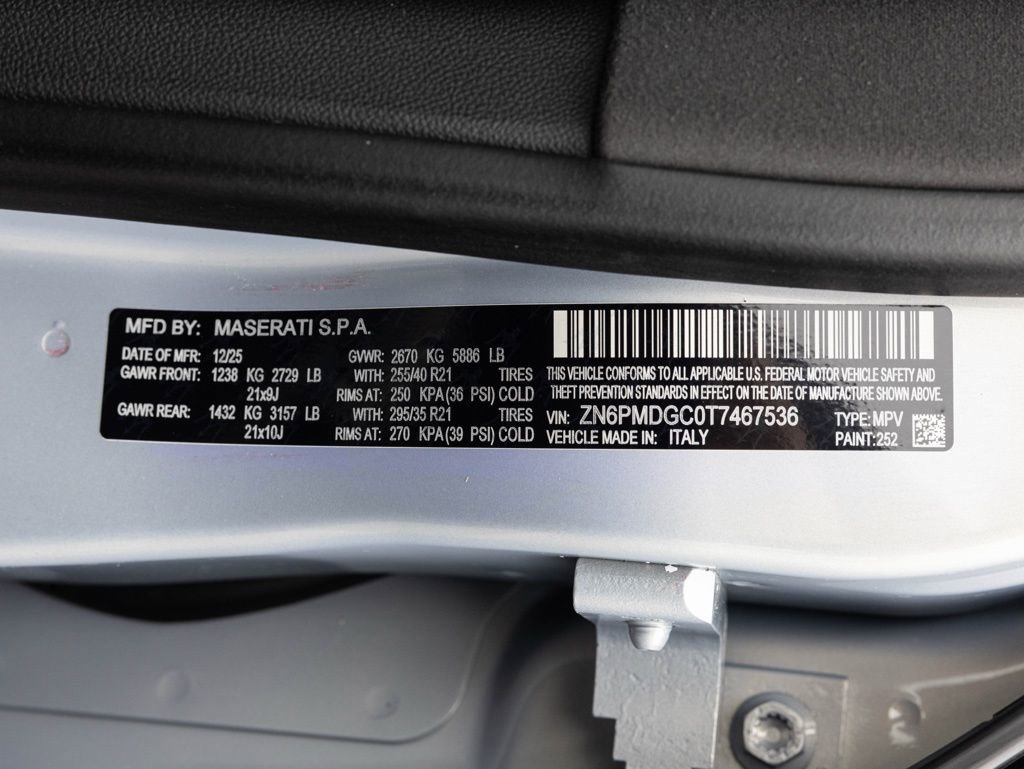 MFD BY: MASERATI S.P.A.
DATE OF MFR: 12/25 GVWR: 2670 KG 5886 LB
GAWR FRONT: 1238 KG 2729 LB WITH: 255/40 R21 TIRES
21x9J RIMS AT: 250 KPA(36 PSI) COLD
GAWR REAR: 1432 KG 3157 LB WITH: 295/35 R21 TIRES
21x10J RIMS AT: 270 KPA(39 PSI) COLD
THIS VEHICLE CONFORMS TO ALL APPLICABLE U.S. FEDERAL MOTOR VEHICLE SAFETY AND
THEFT PREVENTION STANDARDS IN EFFECT ON THE DATE OF MANUFACTURE SHOWN ABOVE.
VIN: ZN6PMDGC0T7467536 TYPE: MPV
VEHICLE MADE IN: ITALY PAINT: 252